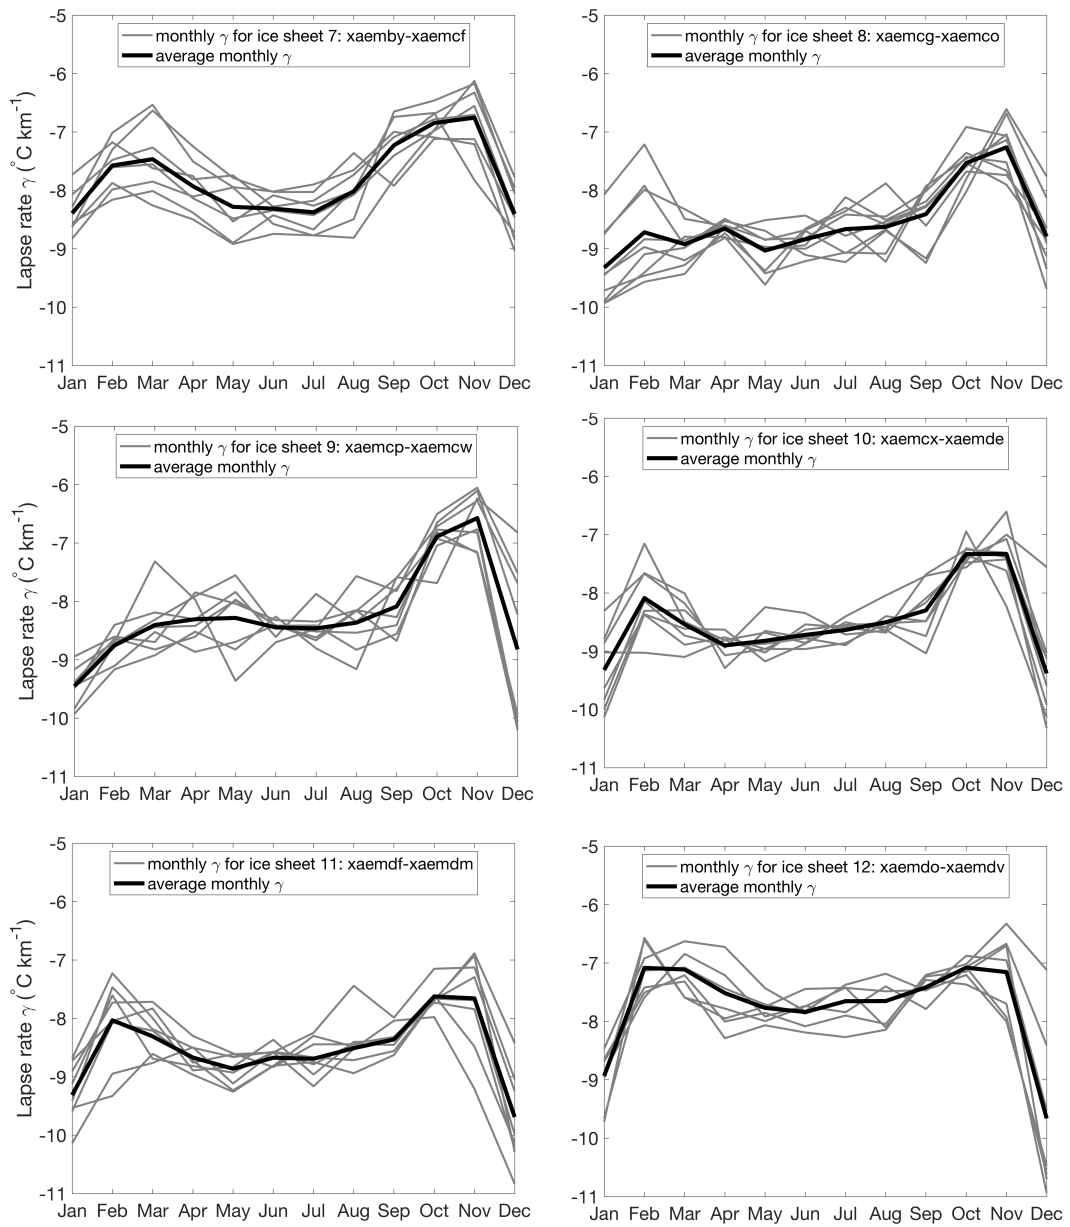 monthly γ for ice sheet 7: xaemby-xaemcf
average monthly γ
Lapse rate γ (°C km⁻¹)
-5
-6
-7
-8
-9
-10
-11
Jan Feb Mar Apr May Jun Jul Aug Sep Oct Nov Dec
monthly γ for ice sheet 8: xaemcg-xaemco
average monthly γ
-5
-6
-7
-8
-9
-10
-11
Jan Feb Mar Apr May Jun Jul Aug Sep Oct Nov Dec
monthly γ for ice sheet 9: xaemcp-xaemcw
average monthly γ
Lapse rate γ (°C km⁻¹)
-5
-6
-7
-8
-9
-10
-11
Jan Feb Mar Apr May Jun Jul Aug Sep Oct Nov Dec
monthly γ for ice sheet 10: xaemcx-xaemde
average monthly γ
-5
-6
-7
-8
-9
-10
-11
Jan Feb Mar Apr May Jun Jul Aug Sep Oct Nov Dec
monthly γ for ice sheet 11: xaemdf-xaemdm
average monthly γ
Lapse rate γ (°C km⁻¹)
-5
-6
-7
-8
-9
-10
-11
Jan Feb Mar Apr May Jun Jul Aug Sep Oct Nov Dec
monthly γ for ice sheet 12: xaemdo-xaemdv
average monthly γ
-5
-6
-7
-8
-9
-10
-11
Jan Feb Mar Apr May Jun Jul Aug Sep Oct Nov Dec